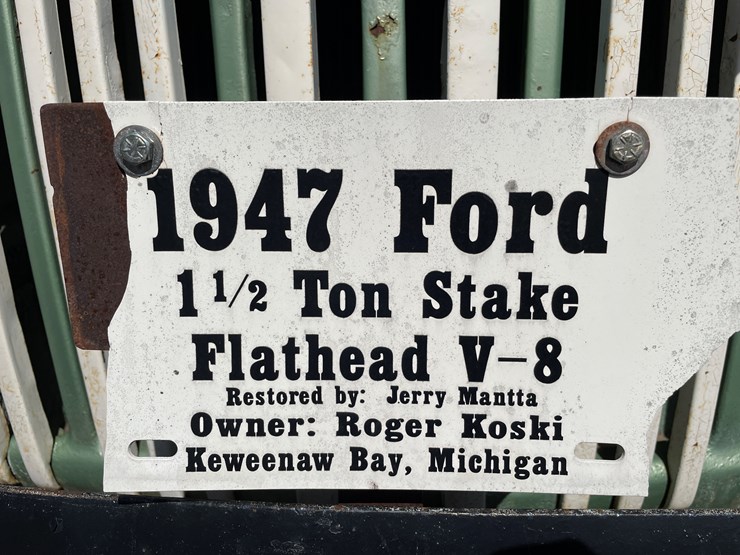 1947 Ford
1 1/2 Ton Stake
Flathead V-8
Restored by: Jerry Mantta
Owner: Roger Koski
Keweenaw Bay, Michigan